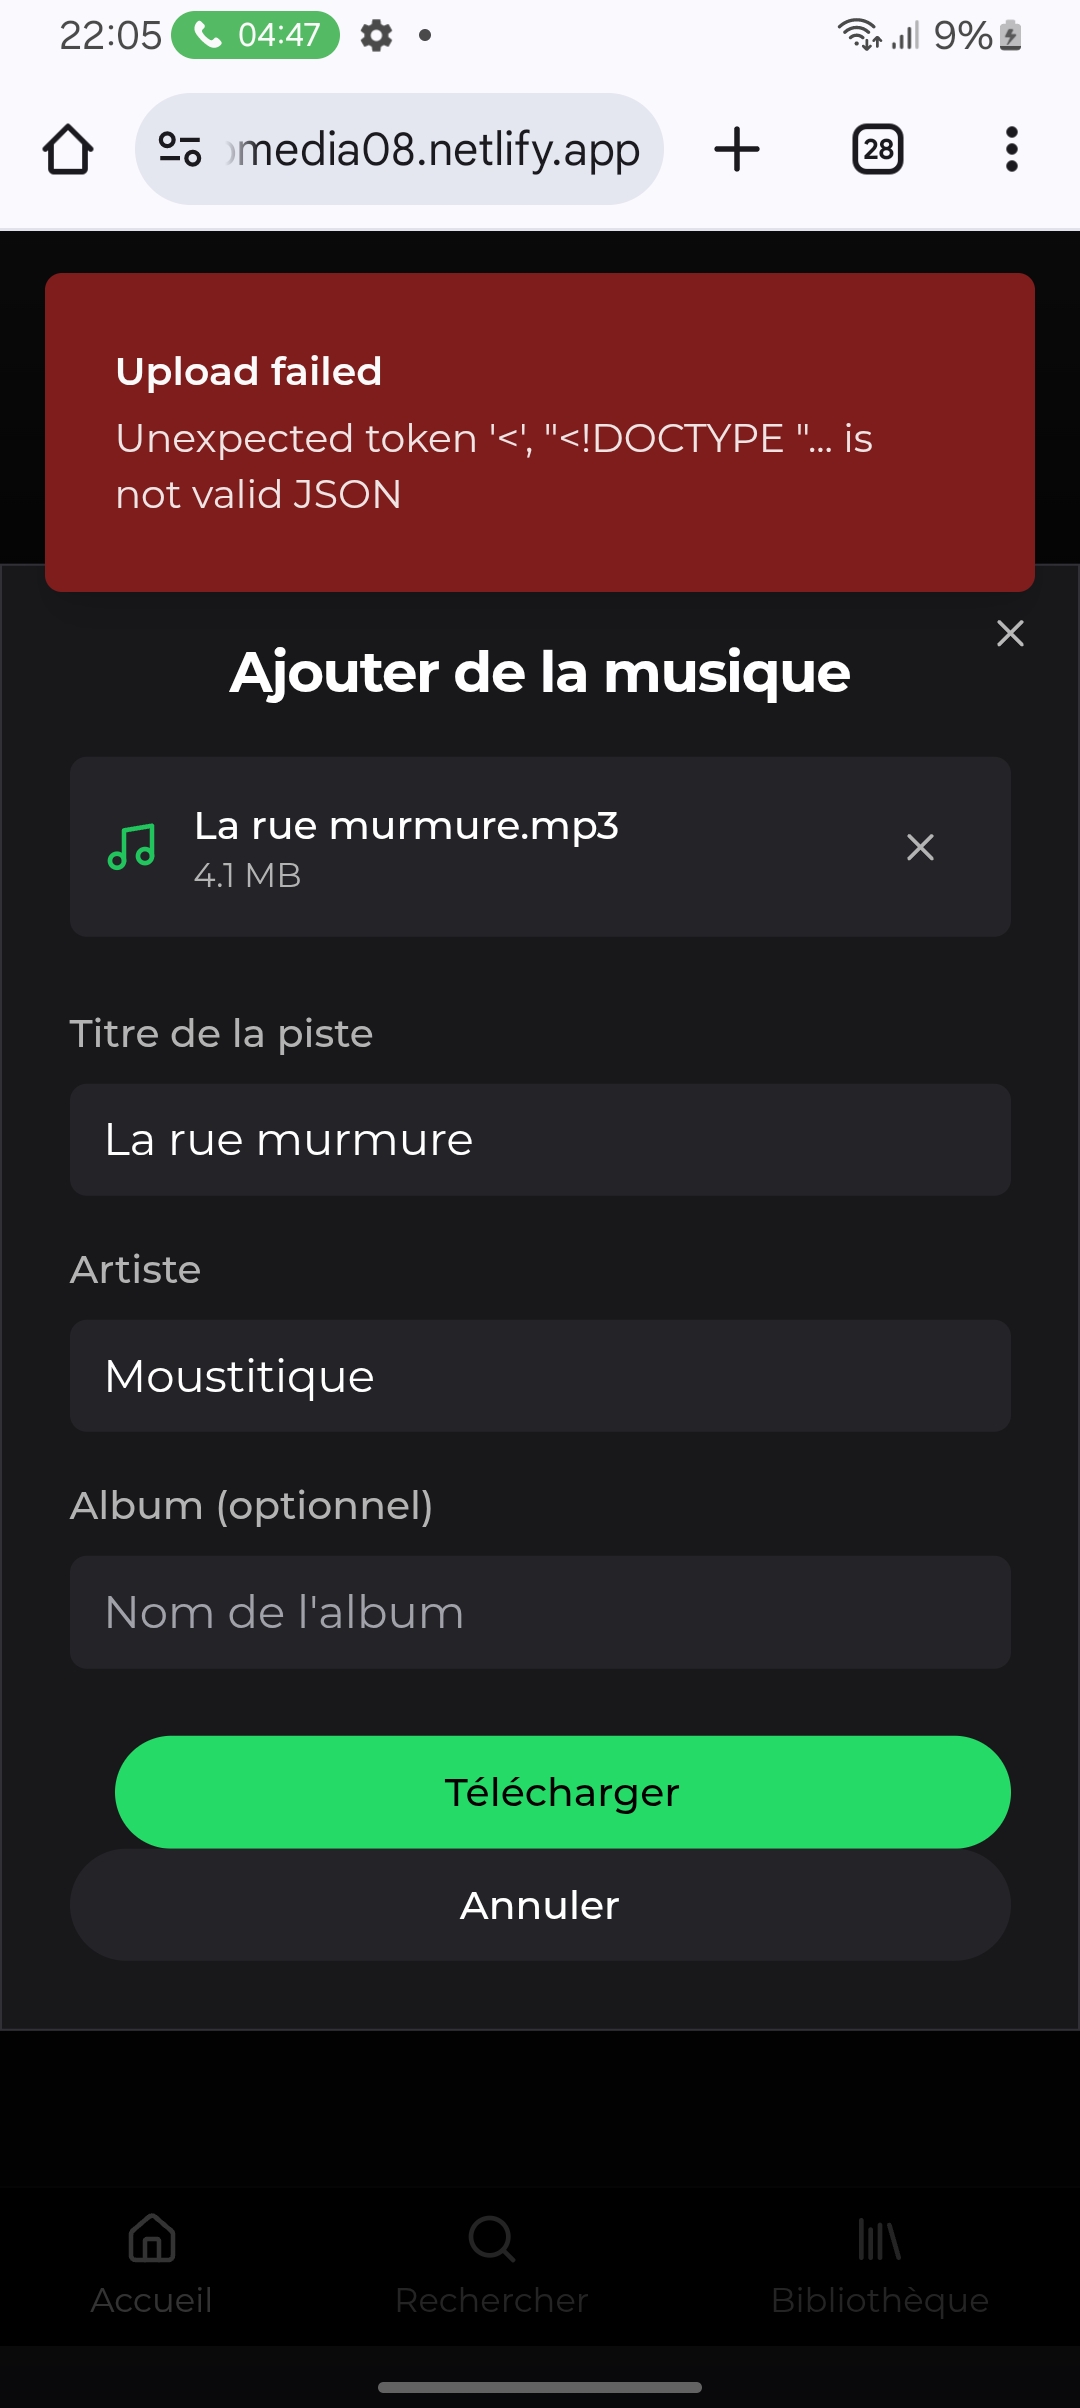 22:05 04:47 9%
media08.netlify.app 28
Upload failed
Unexpected token '<', "<!DOCTYPE "... is
not valid JSON
Ajouter de la musique
La rue murmure.mp3
4.1 MB
Titre de la piste
La rue murmure
Artiste
Moustitique
Album (optionnel)
Nom de l'album
Télécharger
Annuler
Accueil Rechercher Bibliothèque